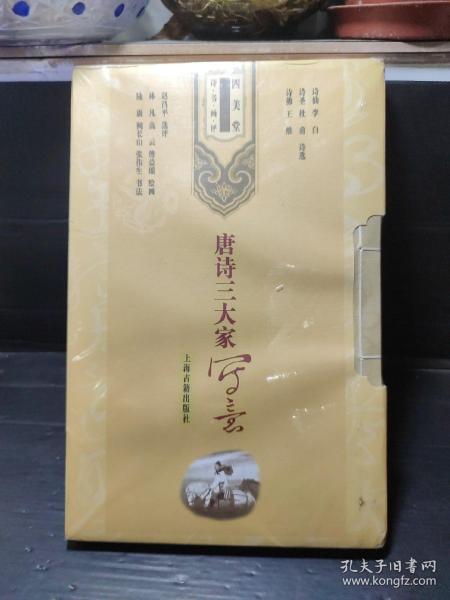 诗仙 李白
诗圣 杜甫 诗选
诗佛 王维
四美堂
诗·书·画·评
赵昌平 选评
林凡 高云 傅益瑶 绘画
陆康 顾长山 张伟生 书法
唐诗三大家
写意
上海古籍出版社
孔夫子旧书网
www.kongfz.com